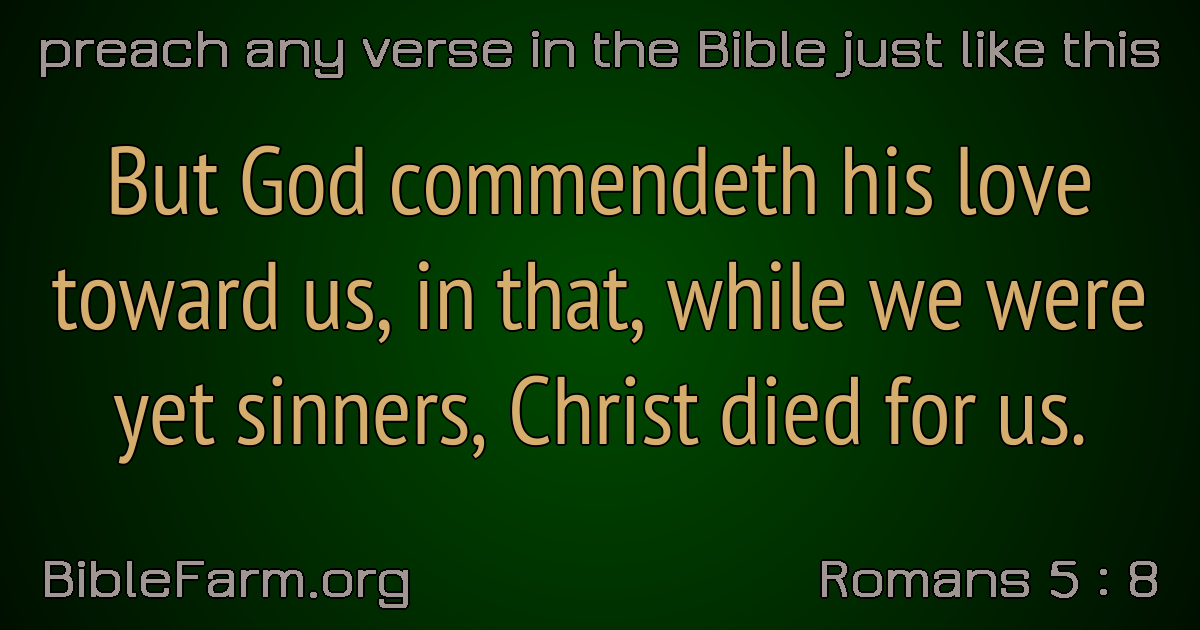 preach any verse in the Bible just like this
But God commendeth his love
toward us, in that, while we were
yet sinners, Christ died for us.
BibleFarm.org
Romans 5 : 8